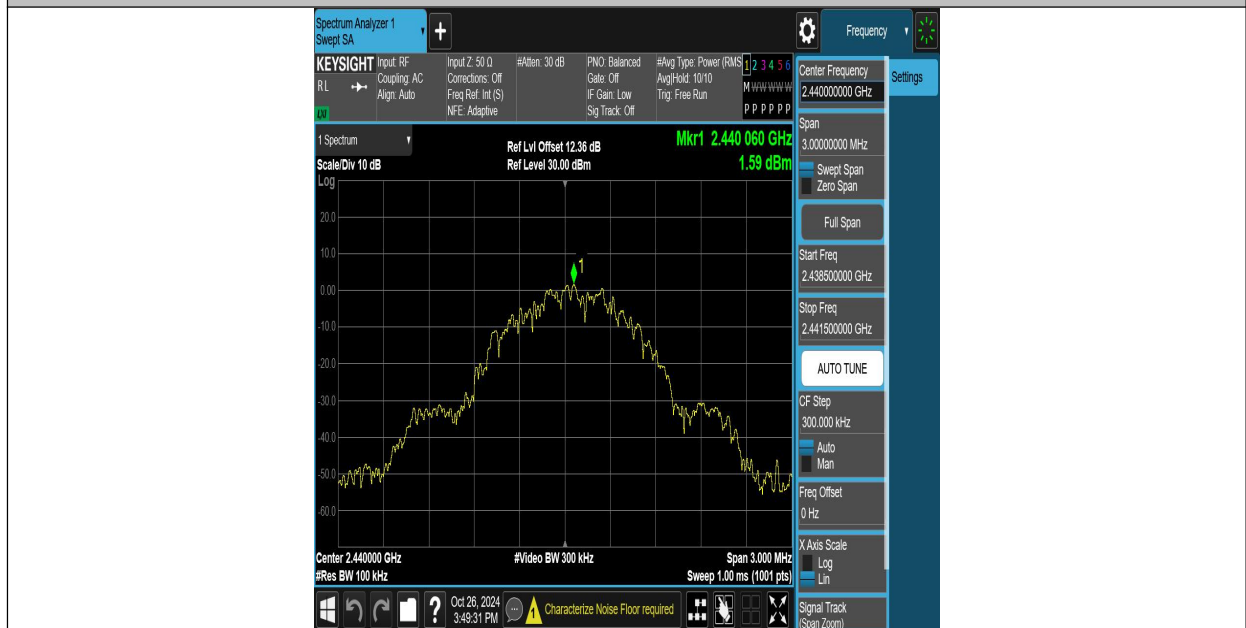 Spectrum Analyzer 1
Swept SA
+
Frequency
KEYSIGHT
RL
Input: RF
Coupling: AC
Align: Auto
Input Z: 50 Ω
Corrections: Off
Freq Ref: Int (S)
NFE: Adaptive
#Atten: 30 dB
PNO: Balanced
Gate: Off
IF Gain: Low
Sig Track: Off
#Avg Type: Power (RMS
Avg|Hold: 10/10
Trig: Free Run
1 2 3 4 5 6
M W W W W W
P P P P P P
1 Spectrum
Scale/Div 10 dB
Log
Ref Lvl Offset 12.36 dB
Ref Level 30.00 dBm
Mkr1 2.440 060 GHz
1.59 dBm
20.0
10.0
0.00
-10.0
-20.0
-30.0
-40.0
-50.0
-60.0
1
Center 2.440000 GHz
#Res BW 100 kHz
#Video BW 300 kHz
Span 3.000 MHz
Sweep 1.00 ms (1001 pts)
Center Frequency
2.440000000 GHz
Settings
Span
3.00000000 MHz
Swept Span
Zero Span
Full Span
Start Freq
2.438500000 GHz
Stop Freq
2.441500000 GHz
AUTO TUNE
CF Step
300.000 kHz
Auto
Man
Freq Offset
0 Hz
X Axis Scale
Log
Lin
Signal Track
(Span Zoom)
?
Oct 26, 2024
3:49:31 PM
Characterize Noise Floor required